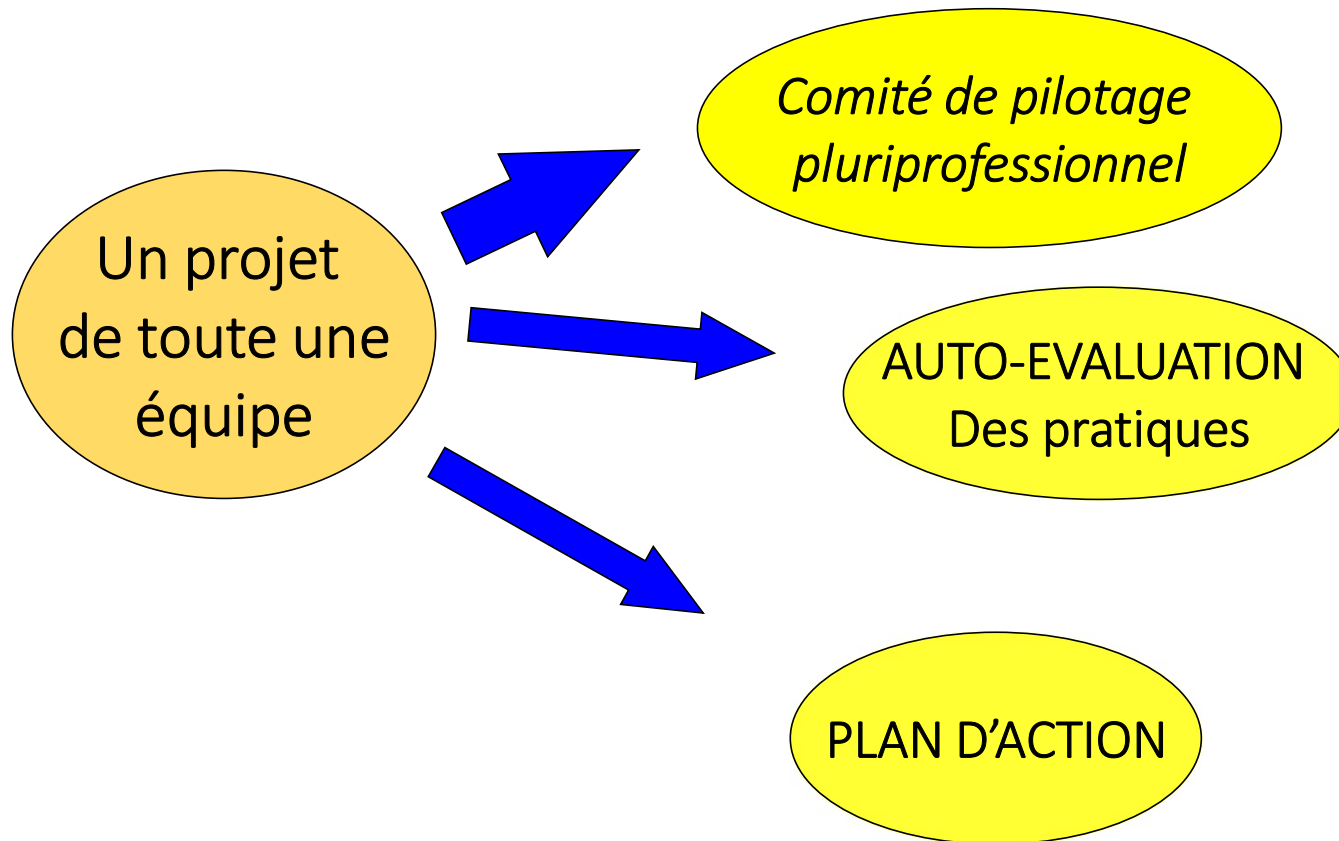 Un projet
de toute une
équipe
Comité de pilotage
pluriprofessionnel
AUTO-EVALUATION
Des pratiques
PLAN D’ACTION